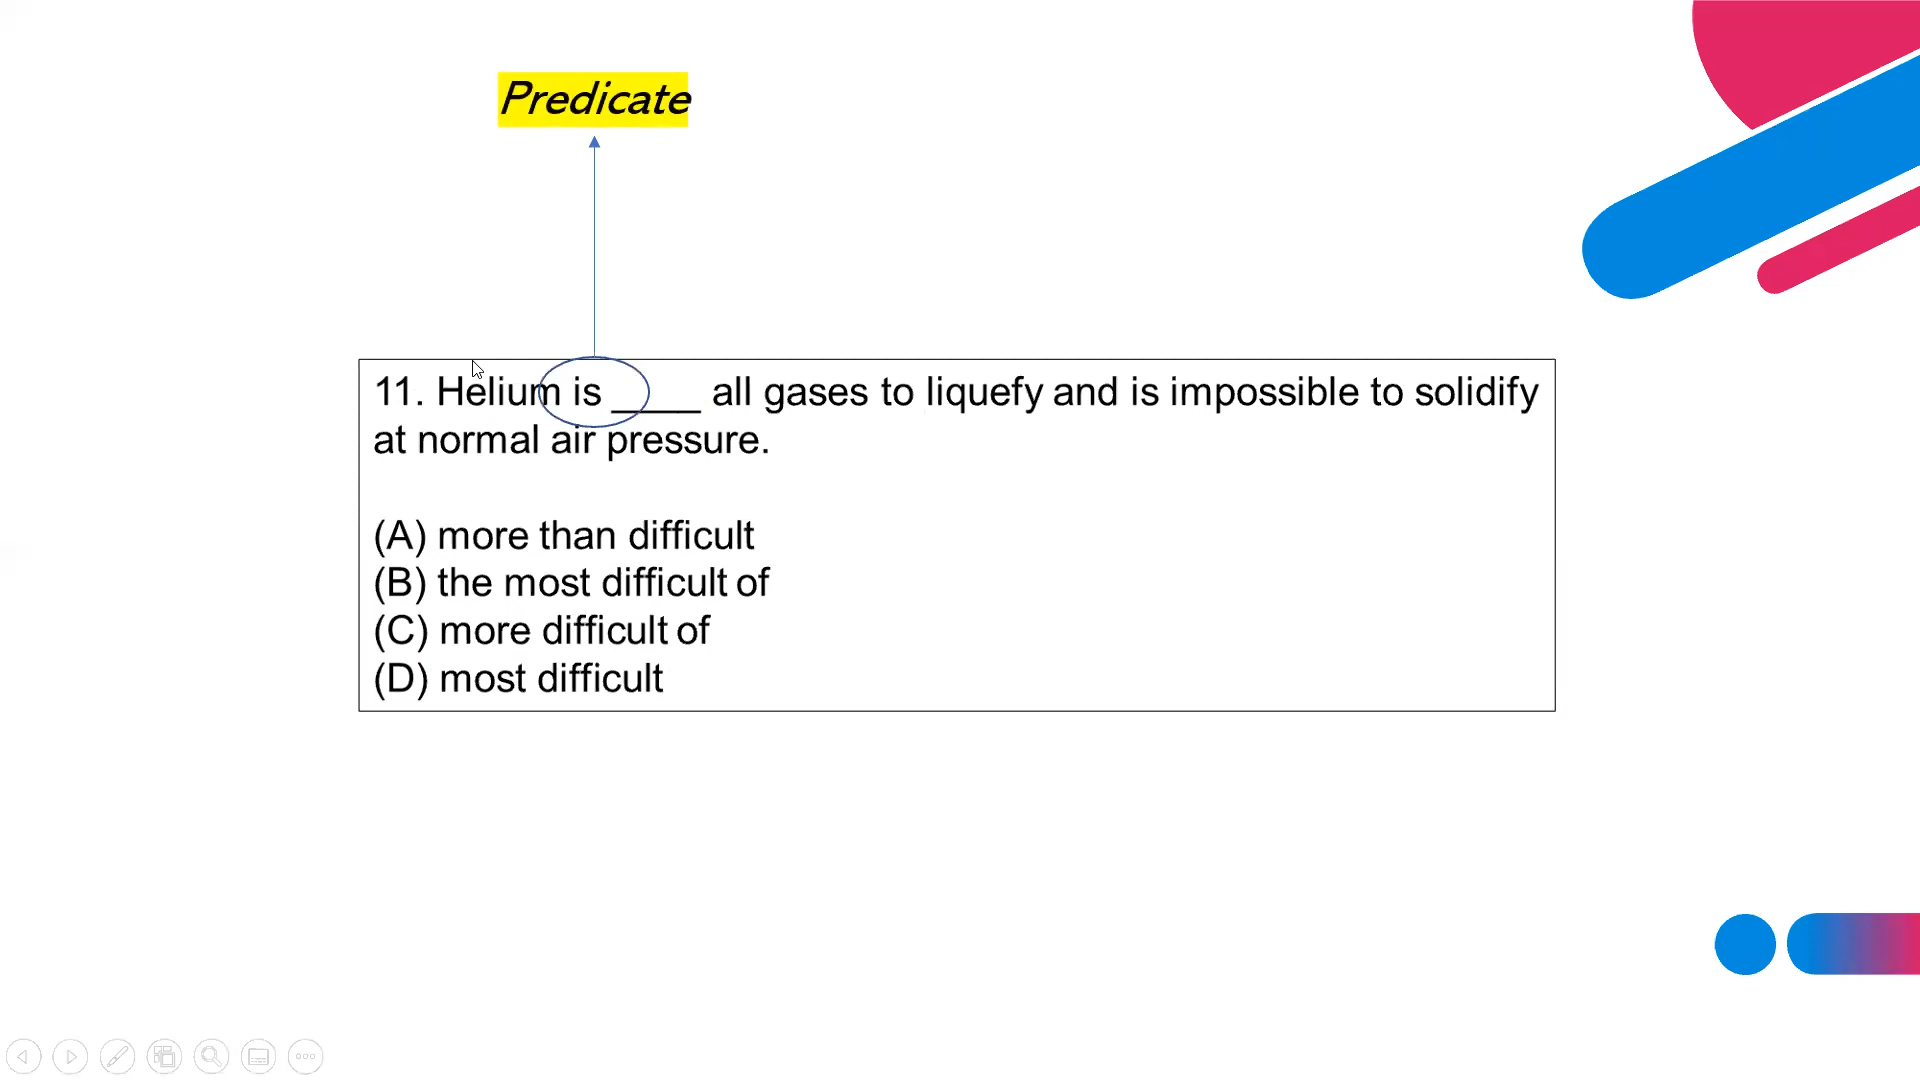 Predicate
11. Helium is ____ all gases to liquefy and is impossible to solidify
at normal air pressure.
(A) more than difficult
(B) the most difficult of
(C) more difficult of
(D) most difficult